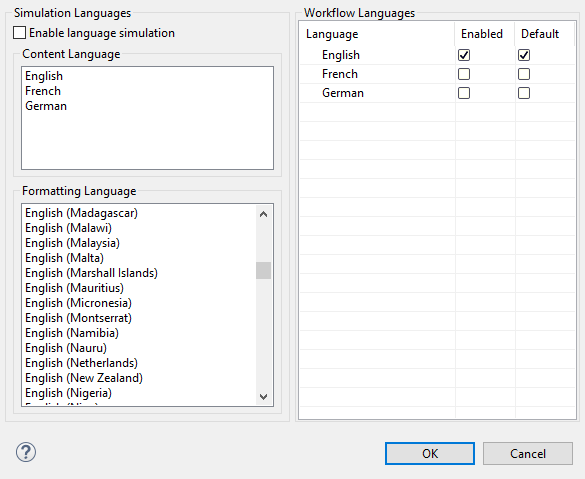 Simulation Languages
Enable language simulation
Content Language
English
French
German
Formatting Language
English (Madagascar)
English (Malawi)
English (Malaysia)
English (Malta)
English (Marshall Islands)
English (Mauritius)
English (Micronesia)
English (Montserrat)
English (Namibia)
English (Nauru)
English (Netherlands)
English (New Zealand)
English (Nigeria)
Workflow Languages
Language Enabled Default
English
French
German
?
OK Cancel